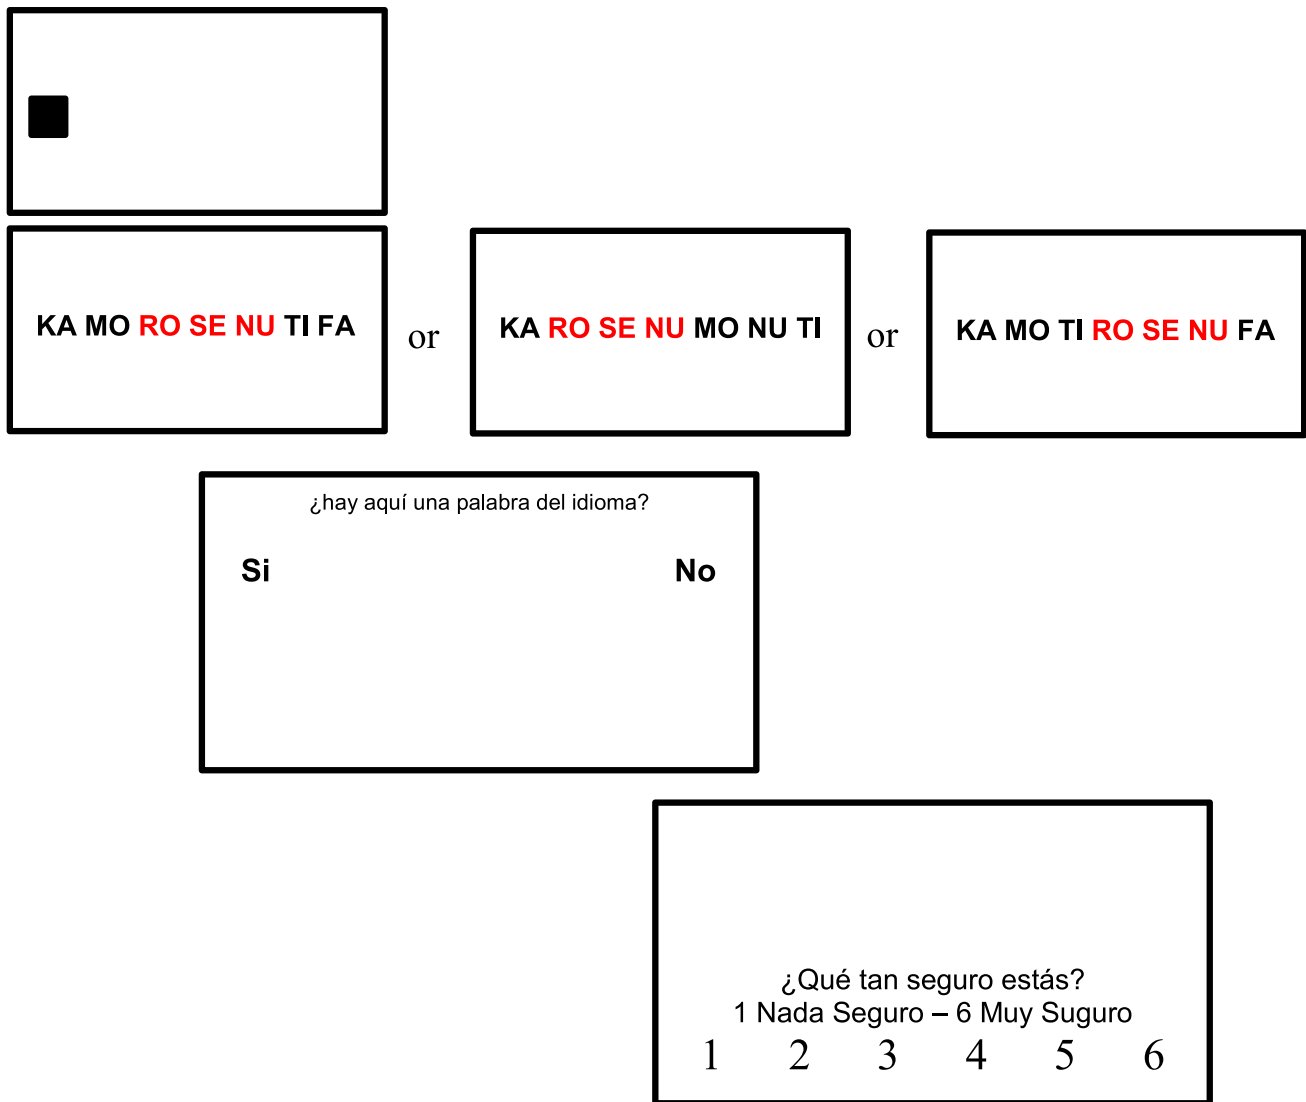 KA MO RO SE NU TI FA
or
KA RO SE NU MO NU TI
or
KA MO TI RO SE NU FA
¿hay aquí una palabra del idioma?
Si No
¿Qué tan seguro estás?
1 Nada Seguro – 6 Muy Suguro
1 2 3 4 5 6